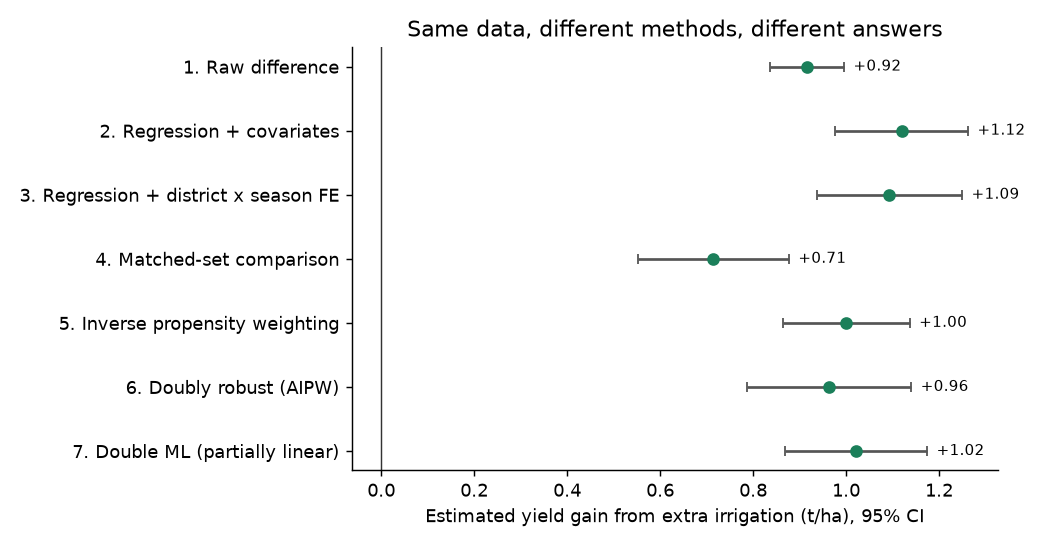 Same data, different methods, different answers
1. Raw difference
+0.92
2. Regression + covariates
+1.12
3. Regression + district x season FE
+1.09
4. Matched-set comparison
+0.71
5. Inverse propensity weighting
+1.00
6. Doubly robust (AIPW)
+0.96
7. Double ML (partially linear)
+1.02
0.0 0.2 0.4 0.6 0.8 1.0 1.2
Estimated yield gain from extra irrigation (t/ha), 95% CI